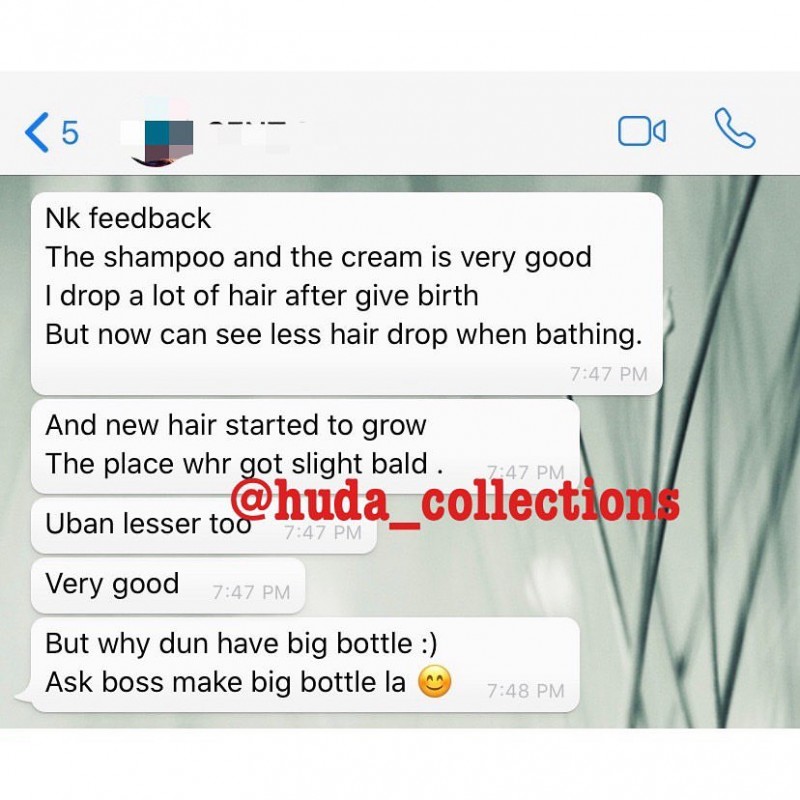 5
Nk feedback
The shampoo and the cream is very good
I drop a lot of hair after give birth
But now can see less hair drop when bathing.
7:47 PM
And new hair started to grow
The place whr got slight bald .
7:47 PM
@huda_collections
Uban lesser too
7:47 PM
Very good
7:47 PM
But why dun have big bottle :)
Ask boss make big bottle la 😊
7:48 PM